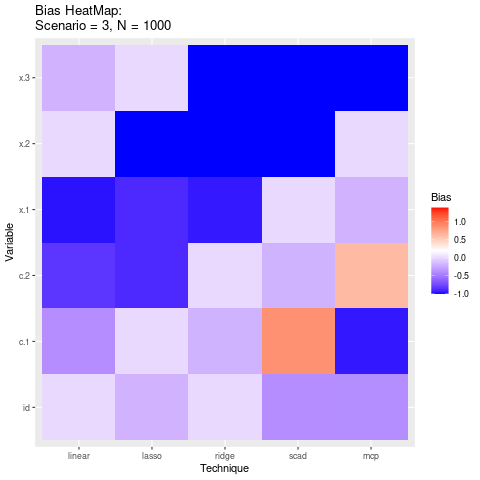 Bias HeatMap:
Scenario = 3, N = 1000
x.3
x.2
x.1
c.2
c.1
id
Variable
linear lasso ridge scad mcp
Technique
Bias
1.0
0.5
0.0
-0.5
-1.0